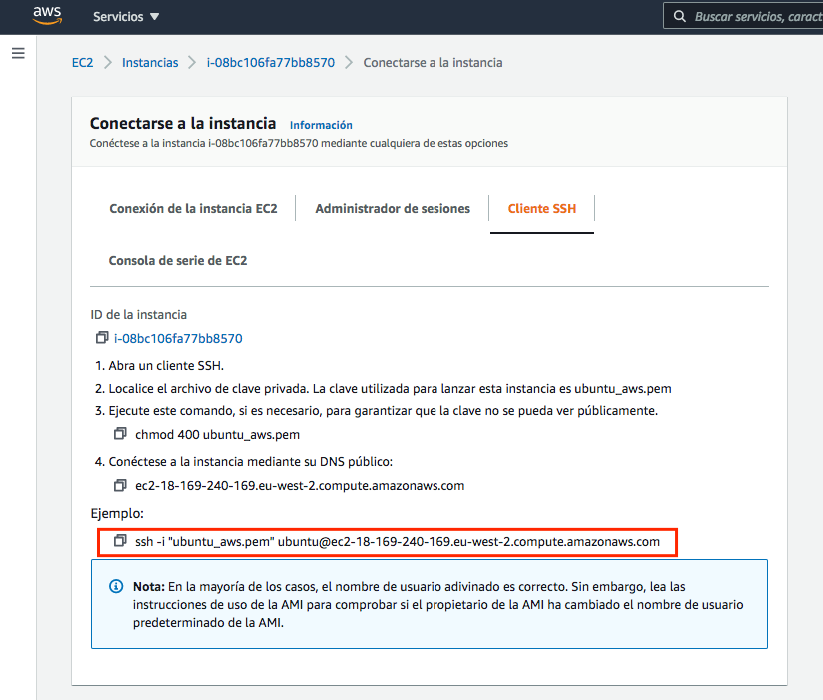 aws Servicios ▼ Buscar servicios, caract
EC2 > Instancias > i-08bc106fa77bb8570 > Conectarse a la instancia
Conectarse a la instancia Información
Conéctese a la instancia i-08bc106fa77bb8570 mediante cualquiera de estas opciones
Conexión de la instancia EC2 Administrador de sesiones Cliente SSH
Consola de serie de EC2
ID de la instancia
i-08bc106fa77bb8570
1. Abra un cliente SSH.
2. Localice el archivo de clave privada. La clave utilizada para lanzar esta instancia es ubuntu_aws.pem
3. Ejecute este comando, si es necesario, para garantizar que la clave no se pueda ver públicamente.
chmod 400 ubuntu_aws.pem
4. Conéctese a la instancia mediante su DNS público:
ec2-18-169-240-169.eu-west-2.compute.amazonaws.com
Ejemplo:
ssh -i "ubuntu_aws.pem" ubuntu@ec2-18-169-240-169.eu-west-2.compute.amazonaws.com
Nota: En la mayoría de los casos, el nombre de usuario adivinado es correcto. Sin embargo, lea las
instrucciones de uso de la AMI para comprobar si el propietario de la AMI ha cambiado el nombre de usuario
predeterminado de la AMI.